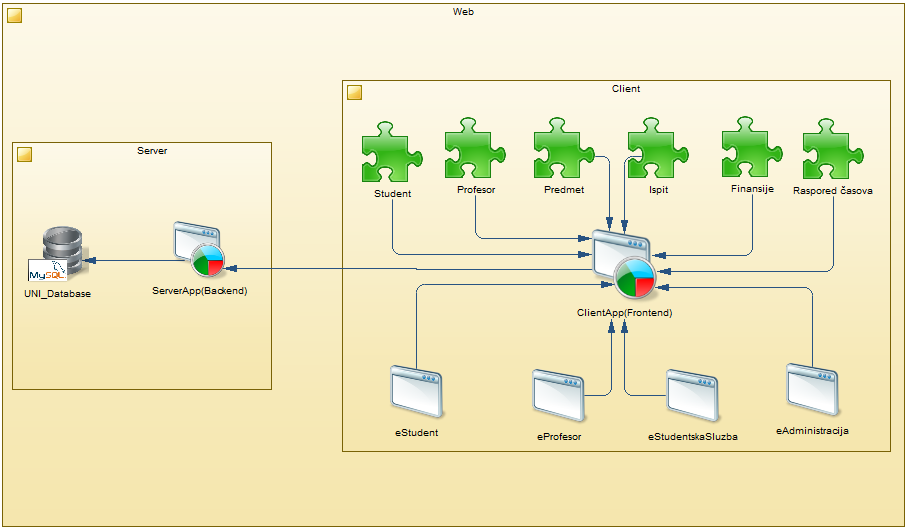 Web
Client
Server
Student
Profesor
Predmet
Ispit
Finansije
Raspored časova
MySQL
UNI_Database
ServerApp(Backend)
ClientApp(Frontend)
eStudent
eProfesor
eStudentskaSluzba
eAdministracija